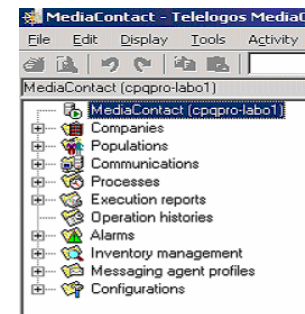 MediaContact - Telelogos MediaC
File Edit Display Tools Activity
MediaContact (cpqpro-labo1)
MediaContact (cpqpro-labo1)
Companies
Populations
Communications
Processes
Execution reports
Operation histories
Alarms
Inventory management
Messaging agent profiles
Configurations